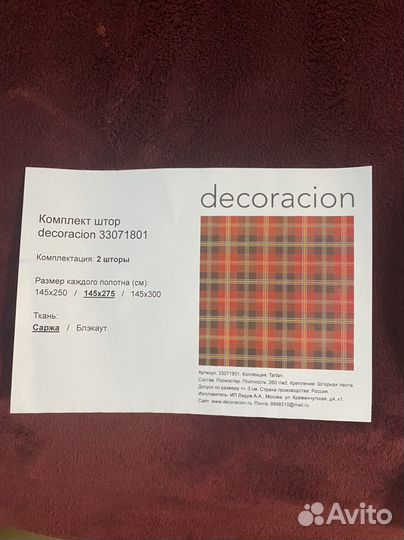 decoracion
Комплект штор
decoracion 33071801
Комплектация: 2 шторы
Размер каждого полотна (см):
145x250 / 145x275 / 145x300
Ткань:
Саржа / Блэкаут
Артикул: 33071801. Коллекция: Tartan
Состав: Полиэстер. Плотность: 260 г/м2. Крепление: Шторная лента.
Допуск по размеру +/- 3 см. Страна производства: Россия
Изготовитель: ИП Лидум А.А., Москва, ул. Кременчугская, д4. к1.
Сайт: www.decoracion.ru. Почта: 9898310@mail.ru
Avito